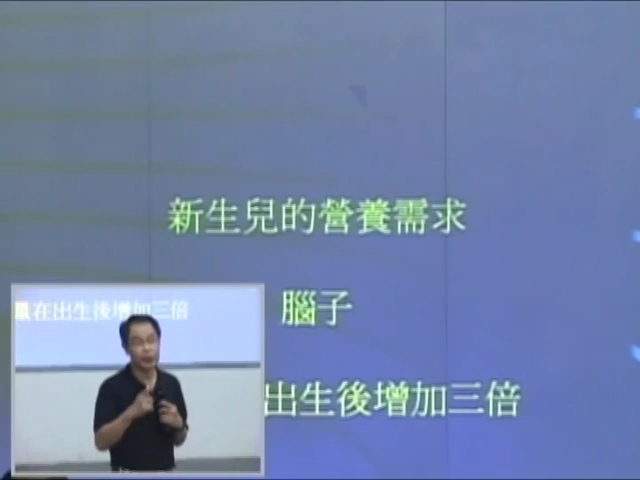 新生兒的營養需求
腦子
出生後增加三倍
量在出生後增加三倍